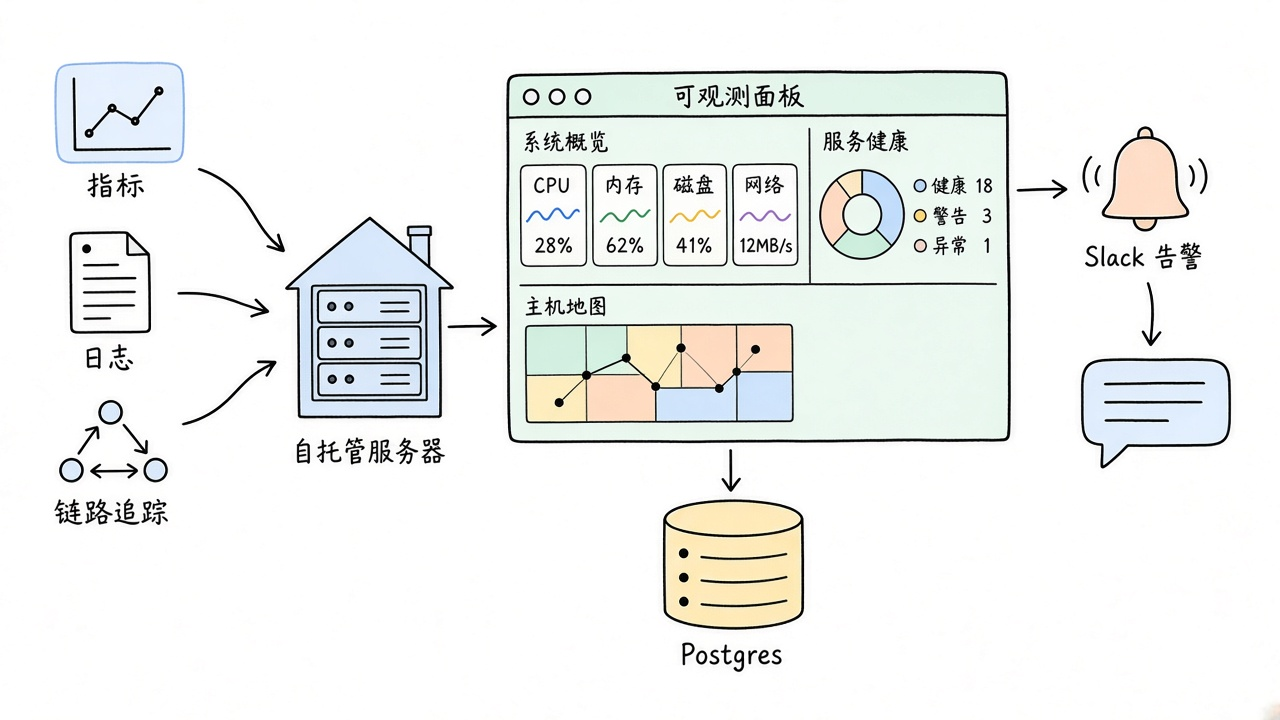 指标
日志
链路追踪
自托管服务器
可观测面板
系统概览
CPU
28%
内存
62%
磁盘
41%
网络
12MB/s
服务健康
健康 18
警告 3
异常 1
主机地图
Postgres
Slack 告警